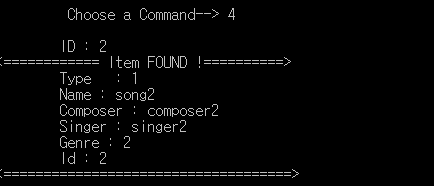 Choose a Command--> 4
ID : 2
<============ Item FOUND !==========>
Type   : 1
Name : song2
Composer : composer2
Singer : singer2
Genre : 2
Id : 2
<====================================>